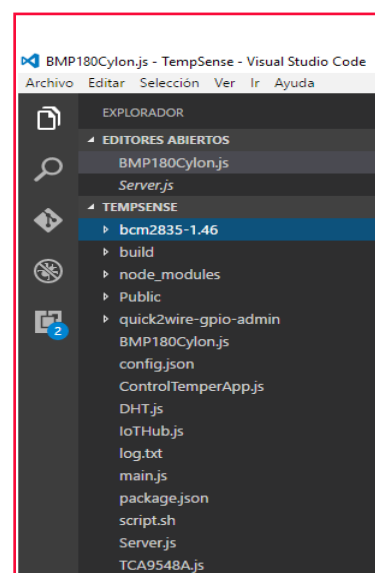 BMP180Cylon.js - TempSense - Visual Studio Code
Archivo Editar Selección Ver Ir Ayuda
EXPLORADOR
EDITORES ABIERTOS
BMP180Cylon.js
Server.js
TEMPSENSE
bcm2835-1.46
build
node_modules
Public
quick2wire-gpio-admin
BMP180Cylon.js
config.json
ControlTemperApp.js
DHT.js
IoTHub.js
log.txt
main.js
package.json
script.sh
Server.js
TCA9548A.js
2